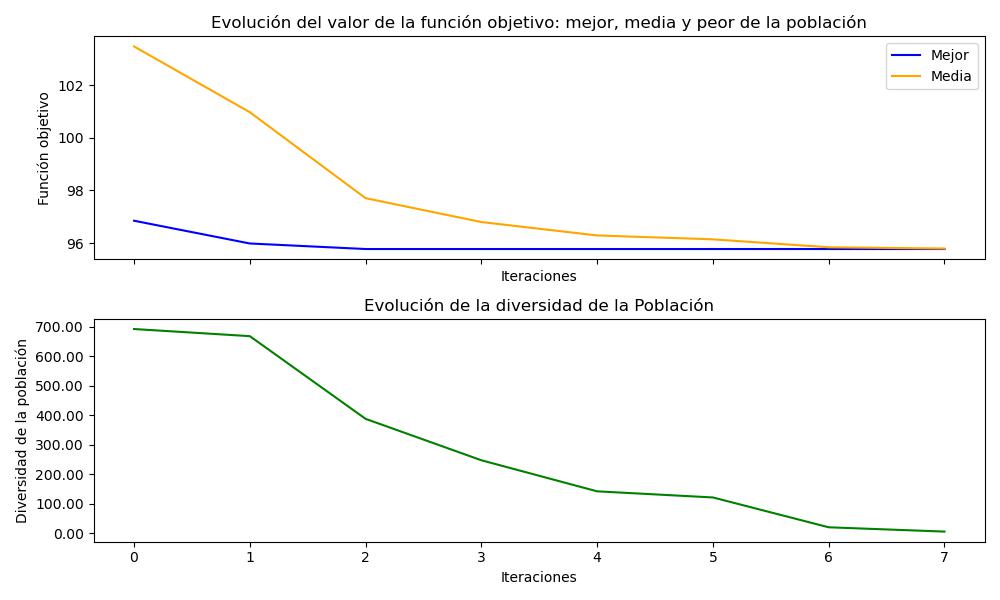 Evolución del valor de la función objetivo: mejor, media y peor de la población
Función objetivo
102
100
98
96
Mejor
Media
Iteraciones
Evolución de la diversidad de la Población
Diversidad de la población
700.00
600.00
500.00
400.00
300.00
200.00
100.00
0.00
0 1 2 3 4 5 6 7
Iteraciones